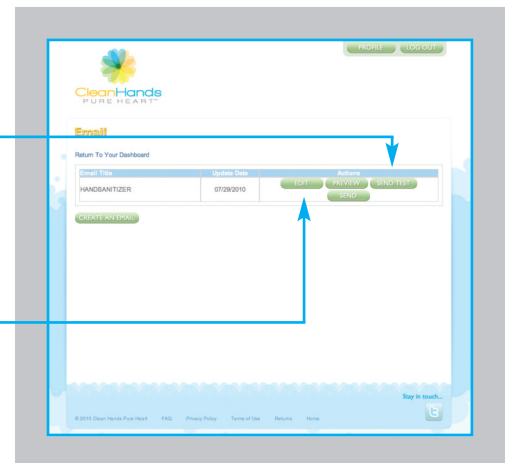 PROFILE LOG OUT
CleanHands
PURE HEART™
Email
Return To Your Dashboard
Email Title Update Date Actions
HANDSANITIZER 07/29/2010 EDIT PREVIEW SEND TEST
SEND
CREATE AN EMAIL
Stay in touch...
© 2010 Clean Hands Pure Heart FAQ Privacy Policy Terms of Use Returns Home